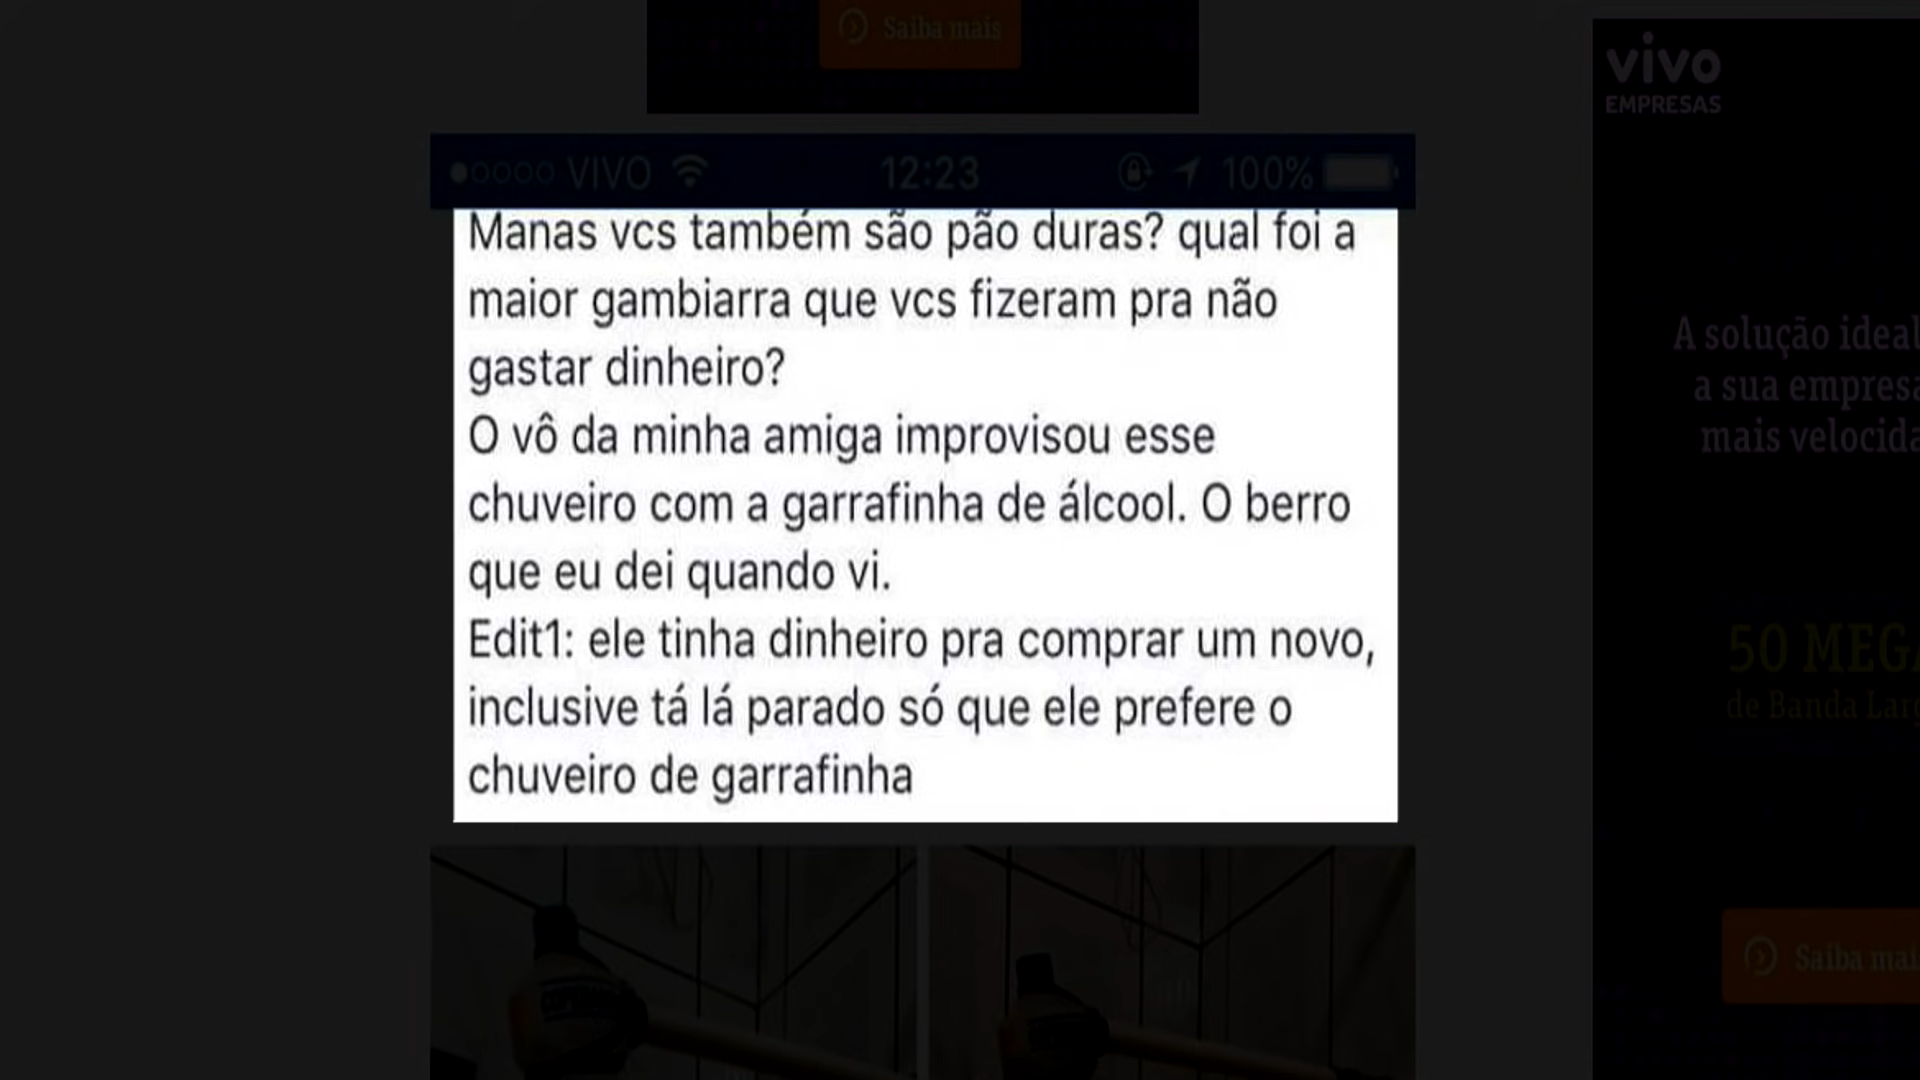 Saiba mais
vivo
EMPRESAS
VIVO 12:23 100%
Manas vcs também são pão duras? qual foi a
maior gambiarra que vcs fizeram pra não
gastar dinheiro?
O vô da minha amiga improvisou esse
chuveiro com a garrafinha de álcool. O berro
que eu dei quando vi.
Edit1: ele tinha dinheiro pra comprar um novo,
inclusive tá lá parado só que ele prefere o
chuveiro de garrafinha
A solução ideal
a sua empresa
mais velocida
50 MEGA
de Banda Larg
Saiba mai